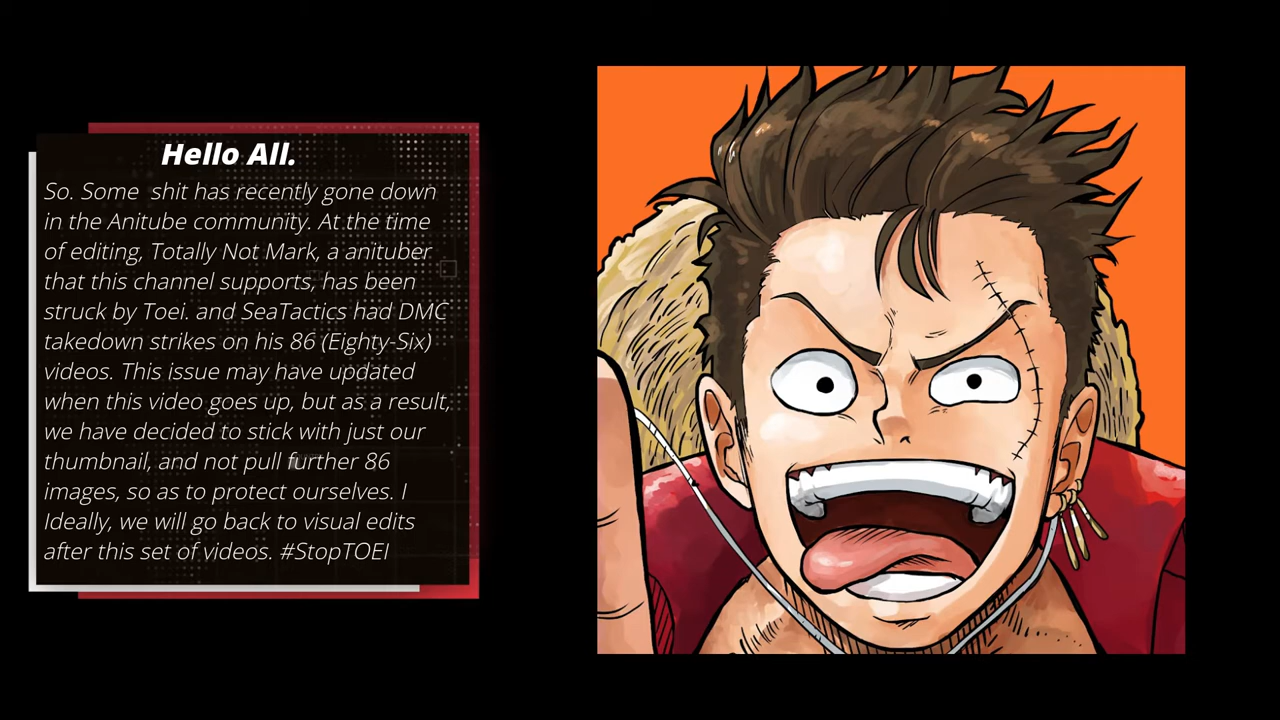 Hello All.
So. Some shit has recently gone down
in the Anitube community. At the time
of editing, Totally Not Mark, a anituber
that this channel supports, has been
struck by Toei. and SeaTactics had DMC
takedown strikes on his 86 (Eighty-Six)
videos. This issue may have updated
when this video goes up, but as a result,
we have decided to stick with just our
thumbnail, and not pull further 86
images, so as to protect ourselves. I
Ideally, we will go back to visual edits
after this set of videos. #StopTOEI